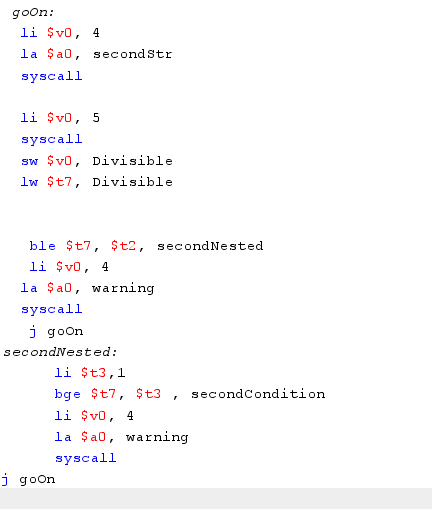 goOn:
li $v0, 4
la $a0, secondStr
syscall
li $v0, 5
syscall
sw $v0, Divisible
lw $t7, Divisible
ble $t7, $t2, secondNested
li $v0, 4
la $a0, warning
syscall
j goOn
secondNested:
li $t3,1
bge $t7, $t3 , secondCondition
li $v0, 4
la $a0, warning
syscall
j goOn